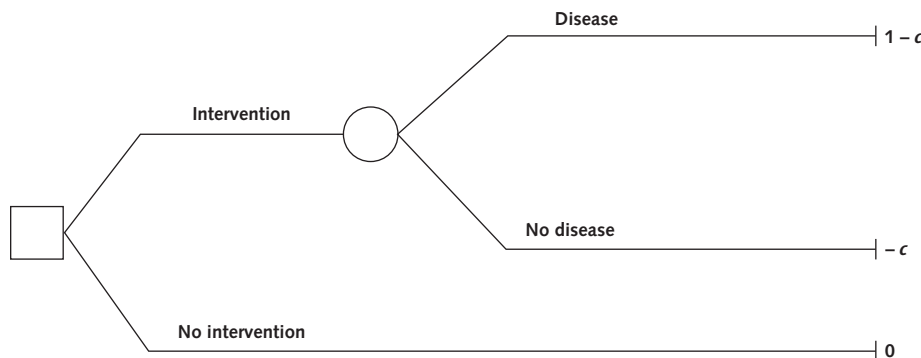 Disease
1 – c
Intervention
No disease
– c
No intervention
0